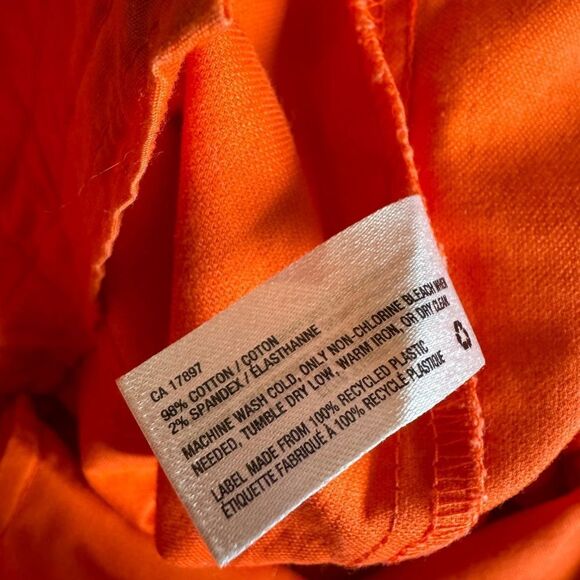 CA 17897
98% COTTON / COTON
2% SPANDEX / ÉLASTHANNE
MACHINE WASH COLD, ONLY NON-CHLORINE BLEACH WHEN
NEEDED, TUMBLE DRY LOW, WARM IRON, OR DRY CLEAN.
LABEL MADE FROM 100% RECYCLED PLASTIC
ÉTIQUETTE FABRIQUÉ À 100% RECYCLÉ PLASTIQUE